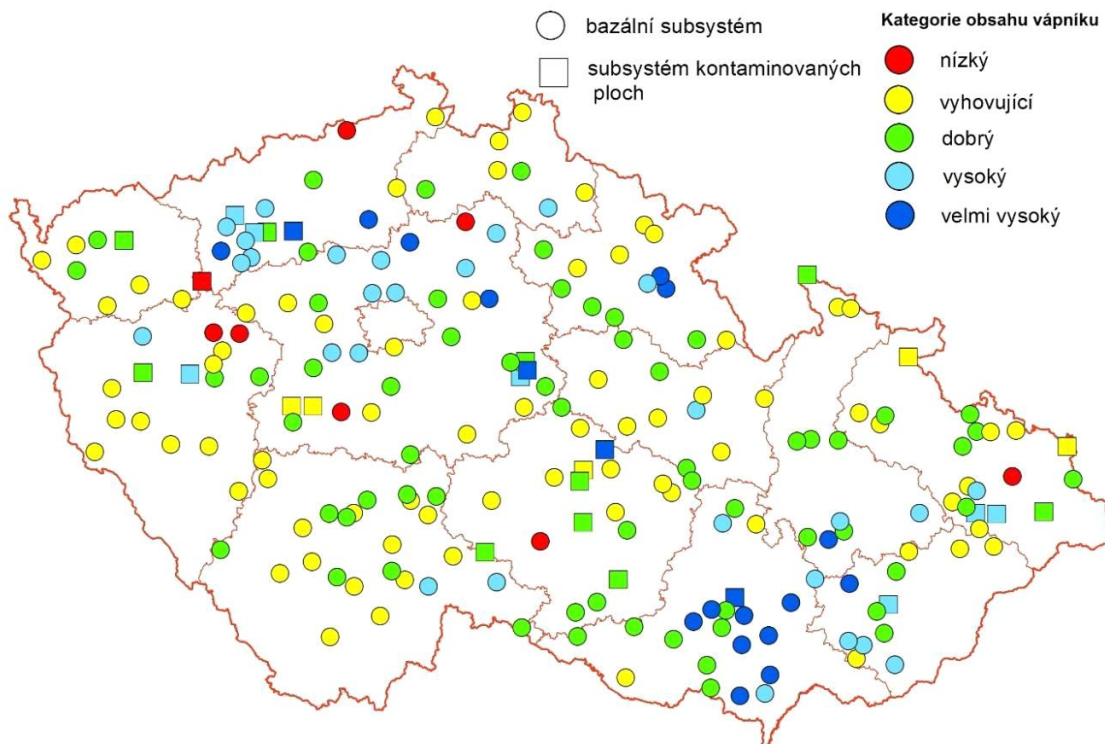 bazální subsystém
subsystém kontaminovaných
ploch
Kategorie obsahu vápníku
nízký
vyhovující
dobrý
vysoký
velmi vysoký